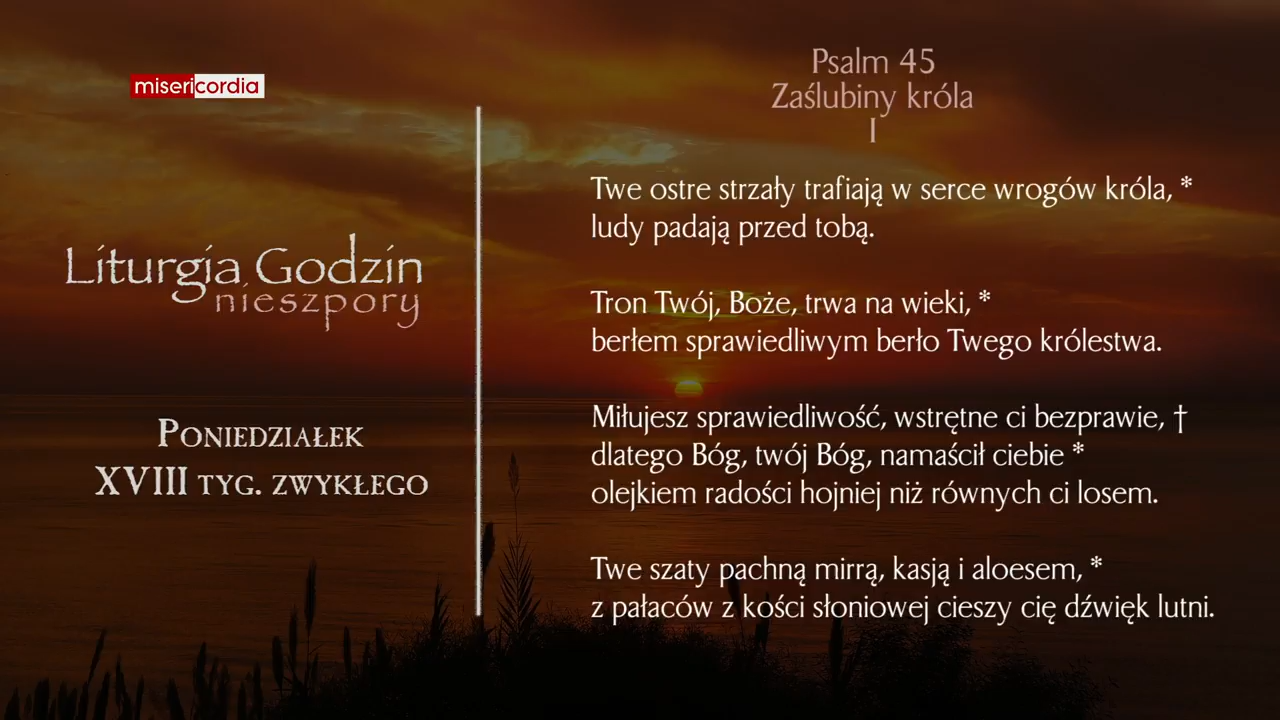 misericordia
Liturgia Godzin
nieszpory
Poniedziałek
XVIII tyg. zwykłego
Psalm 45
Zaślubiny króla
I
Twe ostre strzały trafiają w serce wrogów króla, *
ludy padają przed tobą.
Tron Twój, Boże, trwa na wieki, *
berłem sprawiedliwym berło Twego królestwa.
Miłujesz sprawiedliwość, wstrętne ci bezprawie, †
dlatego Bóg, twój Bóg, namaścił ciebie *
olejkiem radości hojniej niż równych ci losem.
Twe szaty pachną mirrą, kasją i aloesem, *
z pałaców z kości słoniowej cieszy cię dźwięk lutni.